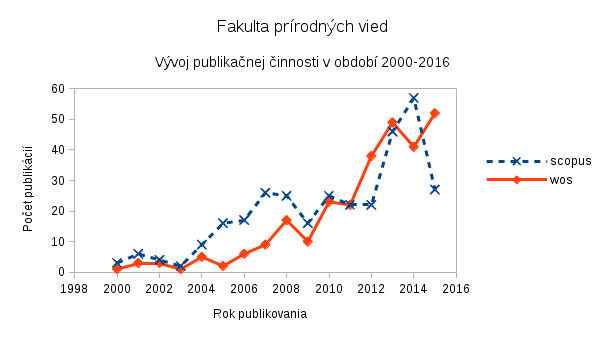 Fakulta prírodných vied
Vývoj publikačnej činnosti v období 2000-2016
60
50
40
30
20
10
0
Počet publikácií
1998 2000 2002 2004 2006 2008 2010 2012 2014 2016
Rok publikovania
scopus
wos